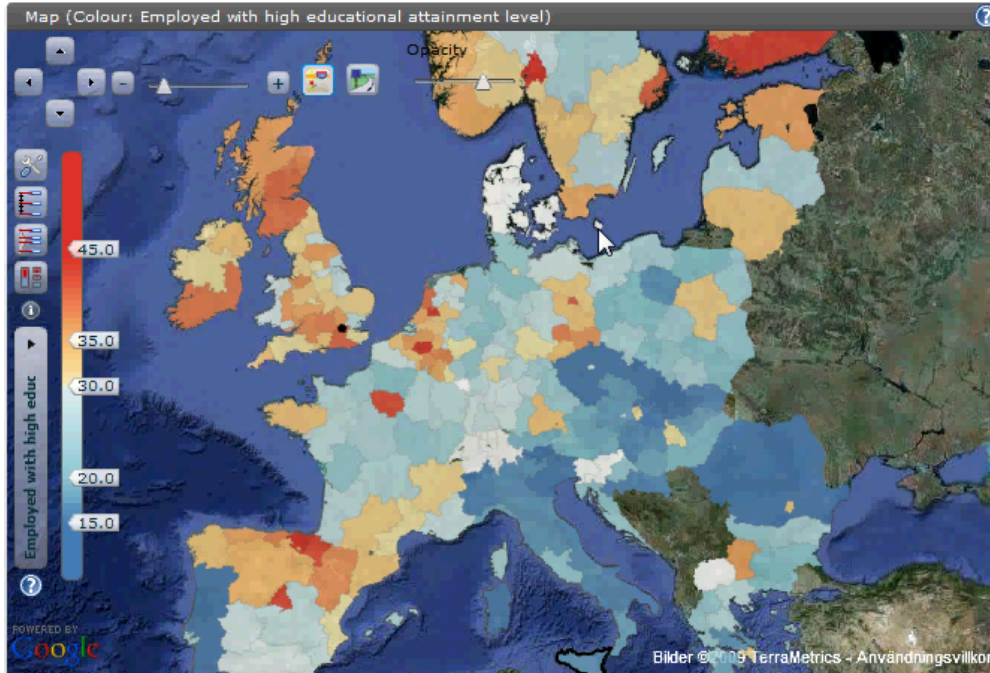 Map (Colour: Employed with high educational attainment level)
?
Opacity
45.0
35.0
30.0
20.0
15.0
Employed with high educ
?
POWERED BY
Google
Bilder ©2009 TerraMetrics - Användningsvillkor